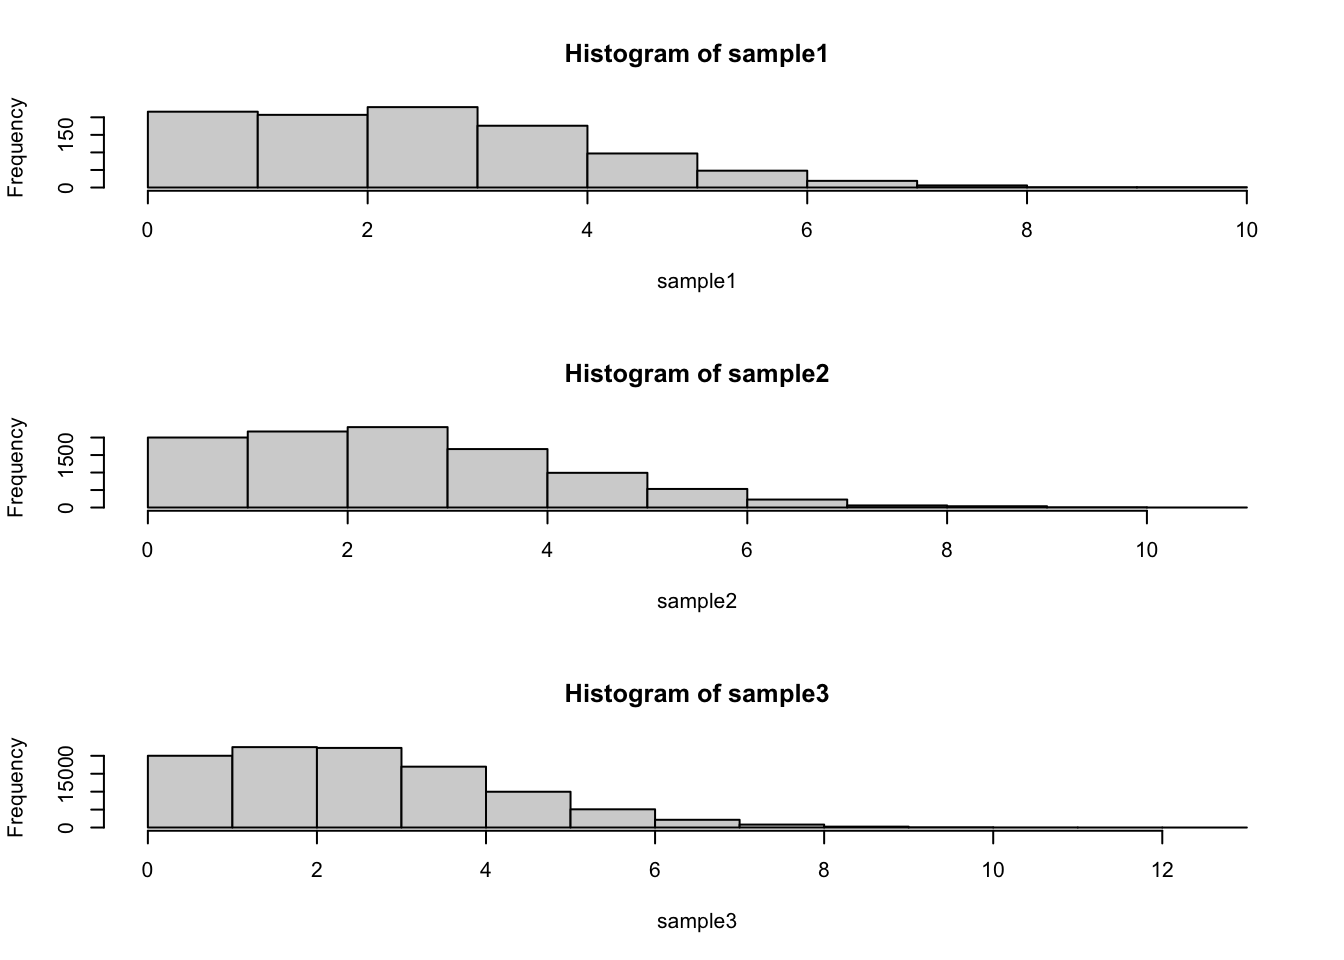 Histogram of sample1
Frequency
150
0
0 2 4 6 8 10
sample1
Histogram of sample2
Frequency
1500
0
0 2 4 6 8 10
sample2
Histogram of sample3
Frequency
15000
0
0 2 4 6 8 10 12
sample3